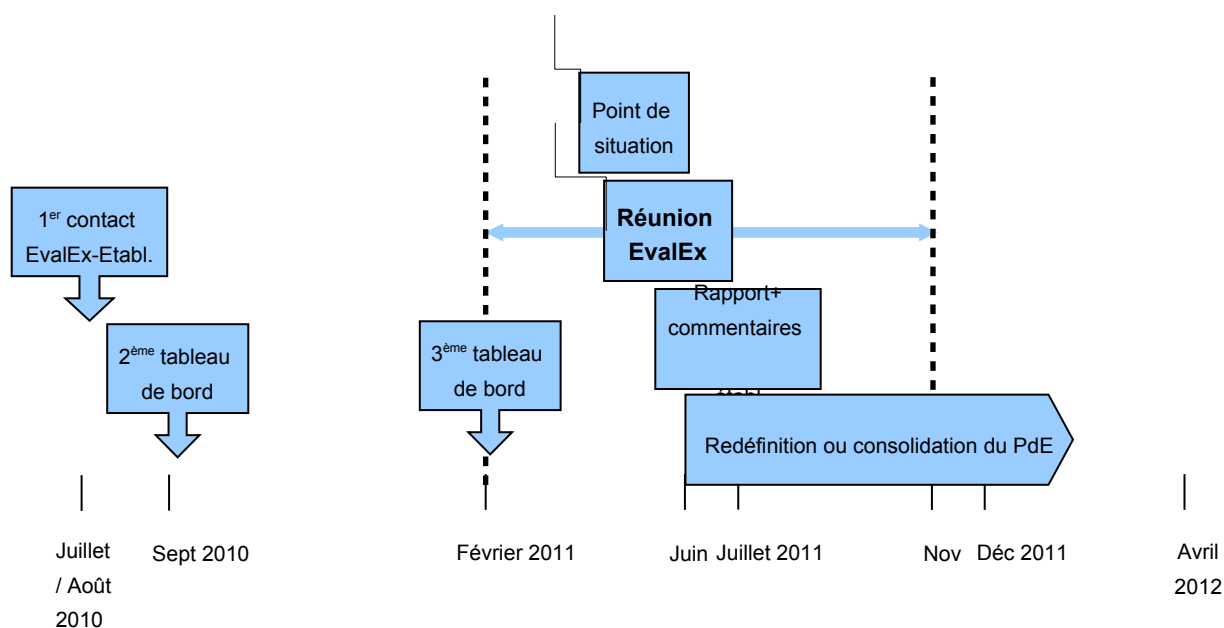 Point de
situation
1er contact
EvalEx-Etabl.
Réunion
EvalEx
Rapport+
commentaires
2ème tableau
de bord
3ème tableau
de bord
Redéfinition ou consolidation du PdE
Juillet
/ Août
2010
Sept 2010
Février 2011
Juin
Juillet 2011
Nov
Déc 2011
Avril
2012